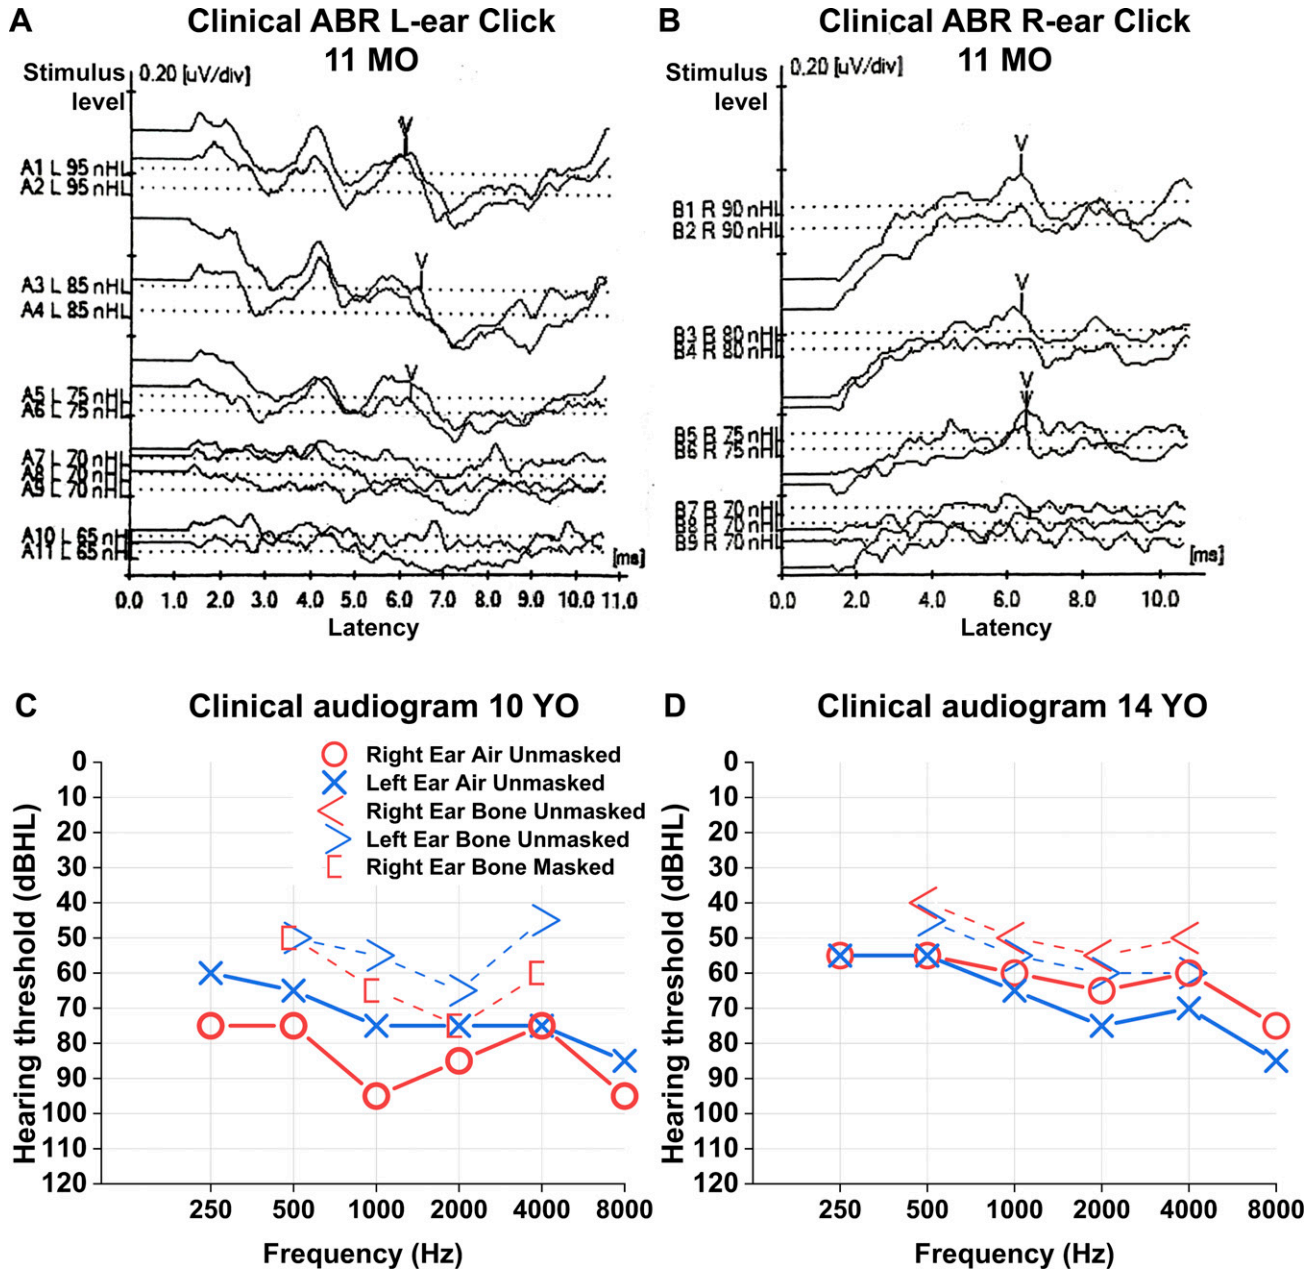 A
Clinical ABR L-ear Click
11 MO
Stimulus level
0.20 [uV/div]
V
A1 L 95 nHL
A2 L 95 nHL
V
A3 L 85 nHL
A4 L 85 nHL
V
A5 L 75 nHL
A6 L 75 nHL
A7 L 70 nHL
A8 L 70 nHL
A9 L 70 nHL
A10 L 65 nH
A11 L 65 nH
[ms]
0.0 1.0 2.0 3.0 4.0 5.0 6.0 7.0 8.0 9.0 10.0 11.0
Latency
B
Clinical ABR R-ear Click
11 MO
Stimulus level
0.20 [uV/div]
V
B1 R 90 nHL
B2 R 90 nHL
V
B3 R 80 nHL
B4 R 80 nHL
V
V
B5 R 75 nHL
B6 R 75 nHL
B7 R 70 nHL
B8 R 70 nHL
B9 R 70 nHL
[ms]
0.0 2.0 4.0 6.0 8.0 10.0
Latency
C
Clinical audiogram 10 YO
Right Ear Air Unmasked
Left Ear Air Unmasked
Right Ear Bone Unmasked
Left Ear Bone Unmasked
Right Ear Bone Masked
Hearing threshold (dBHL)
0
10
20
30
40
50
60
70
80
90
100
110
120
250 500 1000 2000 4000 8000
Frequency (Hz)
D
Clinical audiogram 14 YO
Hearing threshold (dBHL)
0
10
20
30
40
50
60
70
80
90
100
110
120
250 500 1000 2000 4000 8000
Frequency (Hz)